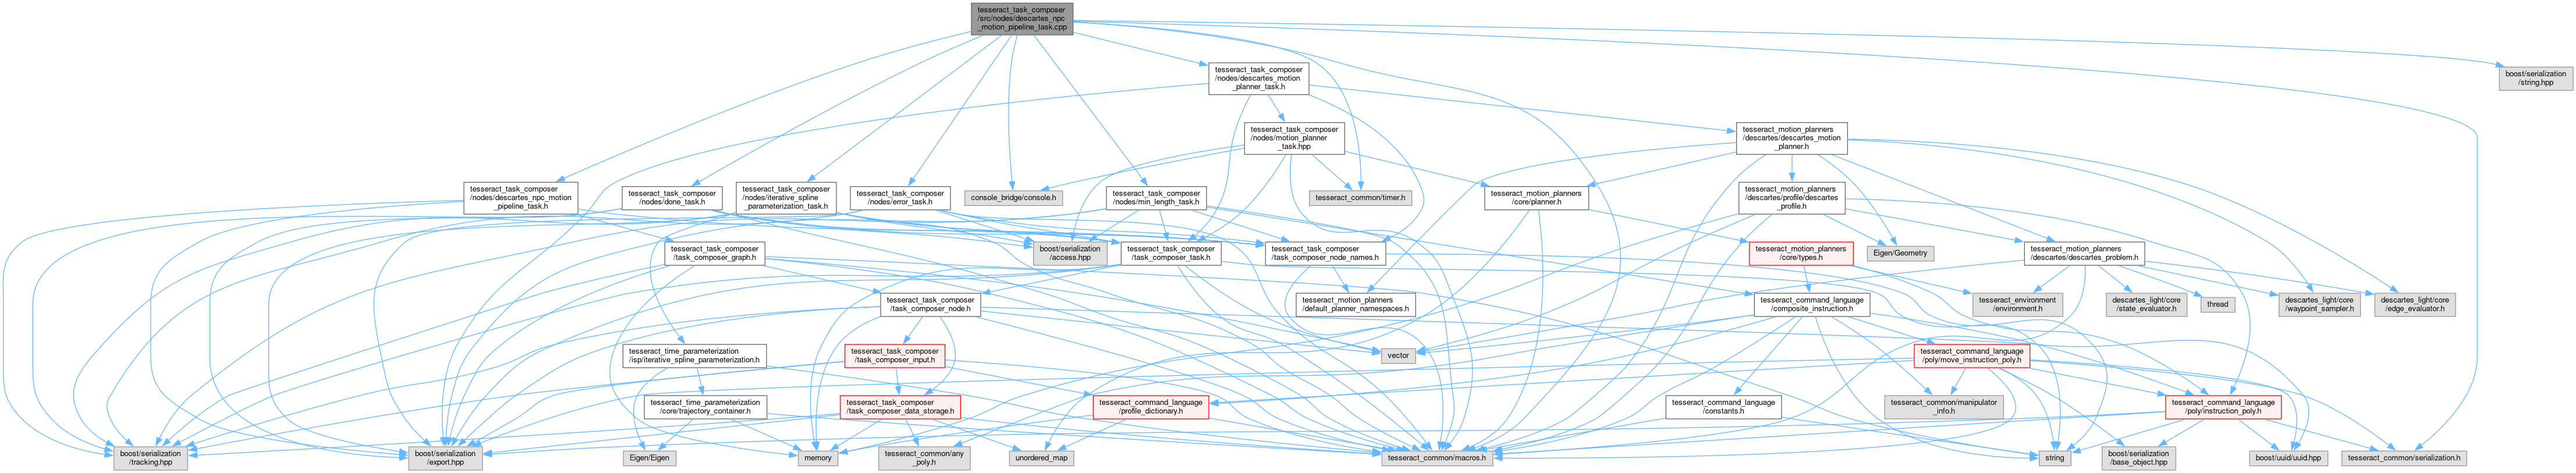 tesseract_task_composer
/src/nodes/descartes_npc
_motion_pipeline_task.cpp
tesseract_task_composer
/nodes/descartes_motion
_planner_task.h
boost/serialization
/string.hpp
tesseract_task_composer
/nodes/motion_planner
_task.hpp
tesseract_motion_planners
/descartes/descartes_motion
_planner.h
tesseract_task_composer
/nodes/descartes_npc_motion
_pipeline_task.h
tesseract_task_composer
/nodes/done_task.h
tesseract_task_composer
/nodes/iterative_spline
_parameterization_task.h
tesseract_task_composer
/nodes/error_task.h
console_bridge/console.h
tesseract_task_composer
/nodes/min_length_task.h
tesseract_common/timer.h
tesseract_motion_planners
/core/planner.h
tesseract_motion_planners
/descartes/profile/descartes
_profile.h
tesseract_task_composer
/task_composer_graph.h
boost/serialization
/access.hpp
tesseract_task_composer
/task_composer_task.h
tesseract_task_composer
/task_composer_node_names.h
tesseract_motion_planners
/core/types.h
Eigen/Geometry
tesseract_motion_planners
/descartes/descartes_problem.h
tesseract_task_composer
/task_composer_node.h
tesseract_motion_planners
/default_planner_namespaces.h
tesseract_command_language
/composite_instruction.h
tesseract_environment
/environment.h
descartes_light/core
/state_evaluator.h
thread
descartes_light/core
/waypoint_sampler.h
descartes_light/core
/edge_evaluator.h
tesseract_time_parameterization
/isp/iterative_spline_parameterization.h
tesseract_task_composer
/task_composer_input.h
vector
tesseract_command_language
/poly/move_instruction_poly.h
tesseract_time_parameterization
/core/trajectory_container.h
tesseract_task_composer
/task_composer_data_storage.h
tesseract_command_language
/profile_dictionary.h
tesseract_command_language
/constants.h
tesseract_common/manipulator
_info.h
tesseract_command_language
/poly/instruction_poly.h
boost/serialization
/tracking.hpp
boost/serialization
/export.hpp
Eigen/Eigen
memory
tesseract_common/any
_poly.h
unordered_map
tesseract_common/macros.h
string
boost/serialization
/base_object.hpp
boost/uuid/uuid.hpp
tesseract_common/serialization.h